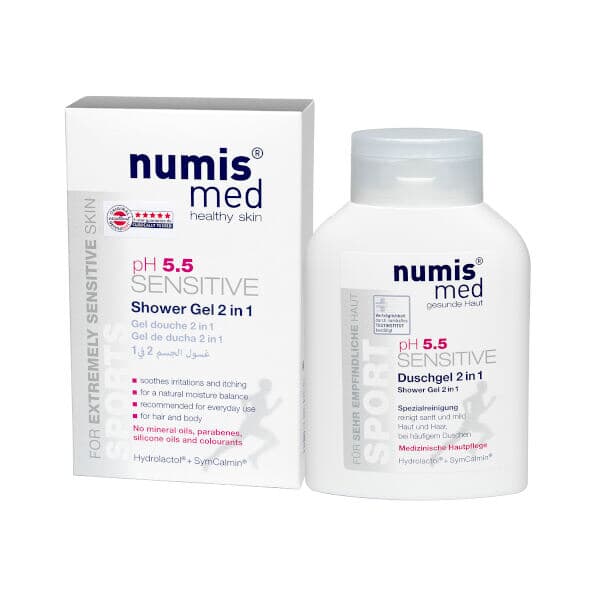 numis®
med
healthy skin
CLINICALLY TESTED
pH 5.5
SENSITIVE
Shower Gel 2 in 1
Gel douche 2 in 1
Gel de ducha 2 in 1
غسول الجسم 2 في 1
soothes irritations and itching
for a natural moisture balance
recommended for everyday use
for hair and body
No mineral oils, parabenes,
silicone oils and colourants
Hydrolactol® + SymCalmin®
FOR EXTREMELY SENSITIVE SKIN
SPORTS
numis®
med
gesunde Haut
pH 5.5
SENSITIVE
Duschgel 2 in 1
Shower Gel 2 in 1
Spezialreinigung
reinigt sanft und mild
Haut und Haar,
bei häufigem Duschen
Medizinische Hautpflege
Hydrolactol® + SymCalmin®
FÜR SEHR EMPFINDLICHE HAUT
SPORT